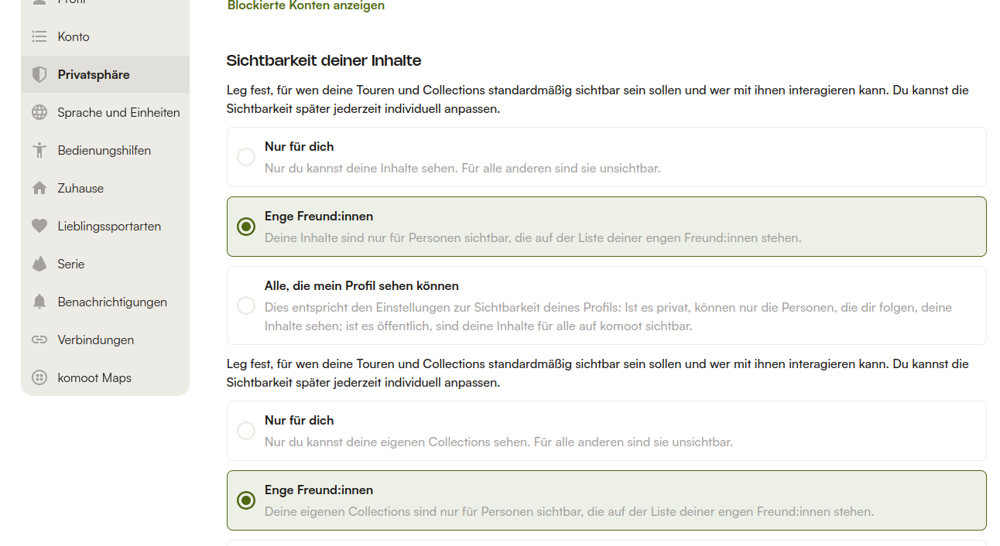 Profil
Konto
Privatsphäre
Sprache und Einheiten
Bedienungshilfen
Zuhause
Lieblingssportarten
Serie
Benachrichtigungen
Verbindungen
komoot Maps
Blockierte Konten anzeigen
Sichtbarkeit deiner Inhalte
Leg fest, für wen deine Touren und Collections standardmäßig sichtbar sein sollen und wer mit ihnen interagieren kann. Du kannst die
Sichtbarkeit später jederzeit individuell anpassen.
Nur für dich
Nur du kannst deine Inhalte sehen. Für alle anderen sind sie unsichtbar.
Enge Freund:innen
Deine Inhalte sind nur für Personen sichtbar, die auf der Liste deiner engen Freund:innen stehen.
Alle, die mein Profil sehen können
Dies entspricht den Einstellungen zur Sichtbarkeit deines Profils: Ist es privat, können nur die Personen, die dir folgen, deine
Inhalte sehen; ist es öffentlich, sind deine Inhalte für alle auf komoot sichtbar.
Leg fest, für wen deine Touren und Collections standardmäßig sichtbar sein sollen und wer mit ihnen interagieren kann. Du kannst die
Sichtbarkeit später jederzeit individuell anpassen.
Nur für dich
Nur du kannst deine eigenen Collections sehen. Für alle anderen sind sie unsichtbar.
Enge Freund:innen
Deine eigenen Collections sind nur für Personen sichtbar, die auf der Liste deiner engen Freund:innen stehen.